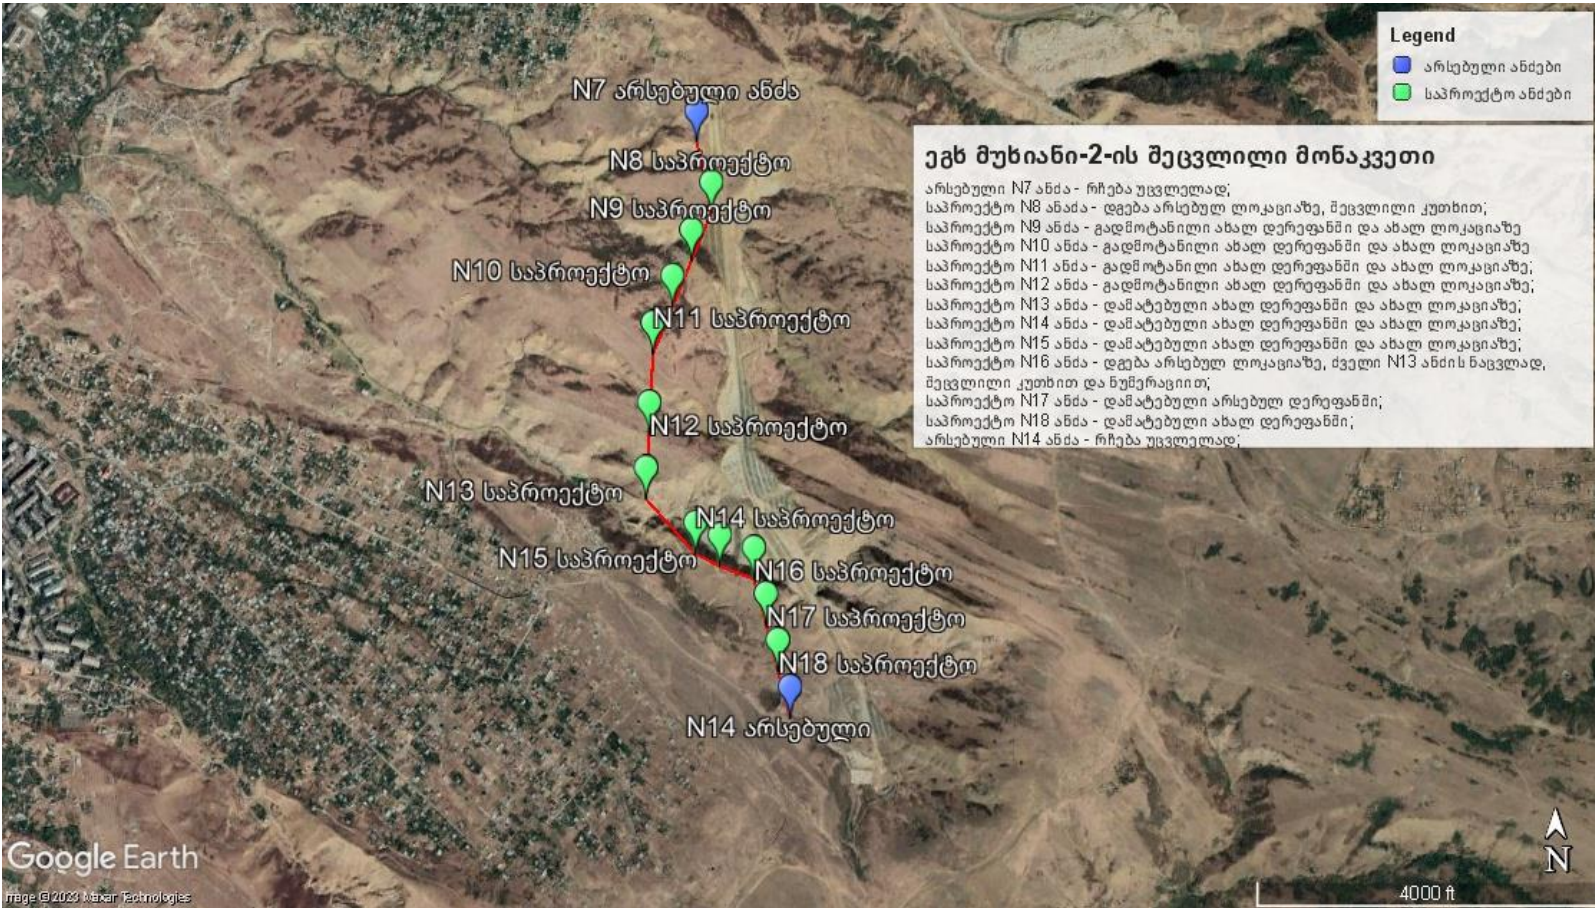 Legend
არსებული ანძები
საპროექტო ანძები
N7 არსებული ანძა
N8 საპროექტო
N9 საპროექტო
N10 საპროექტო
N11 საპროექტო
N12 საპროექტო
N13 საპროექტო
N14 საპროექტო
N15 საპროექტო
N16 საპროექტო
N17 საპროექტო
N18 საპროექტო
N14 არსებული
ეგხ მუხიანი-2-ის შეცვლილი მონაკვეთი
არსებული N7 ანძა - რჩება უცვლელად;
საპროექტო N8 ანაძა - დგება არსებულ ლოკაციაზე, შეცვლილი კუთხით;
საპროექტო N9 ანძა - გადმოტანილი ახალ დერეფანში და ახალ ლოკაციაზე
საპროექტო N10 ანძა - გადმოტანილი ახალ დერეფანში და ახალ ლოკაციაზე
საპროექტო N11 ანძა - გადმოტანილი ახალ დერეფანში და ახალ ლოკაციაზე;
საპროექტო N12 ანძა - გადმოტანილი ახალ დერეფანში და ახალ ლოკაციაზე;
საპროექტო N13 ანძა - დამატებული ახალ დერეფანში და ახალ ლოკაციაზე;
საპროექტო N14 ანძა - დამატებული ახალ დერეფანში და ახალ ლოკაციაზე;
საპროექტო N15 ანძა - დამატებული ახალ დერეფანში და ახალ ლოკაციაზე;
საპროექტო N16 ანძა - დგება არსებულ ლოკაციაზე, ძველი N13 ანძის ნაცვლად,
შეცვლილი კუთხით და ნუმერაციით;
საპროექტო N17 ანძა - დამატებული არსებულ დერეფანში;
საპროექტო N18 ანძა - დამატებული ახალ დერეფანში;
არსებული N14 ანძა - რჩება უცვლელად;
Google Earth
Image © 2023 Maxar Technologies
N
4000 ft